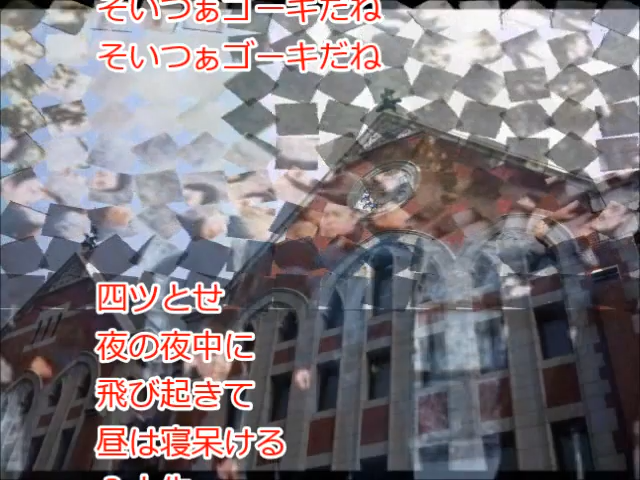 そいつぁゴーキだね
そいつぁゴーキだね
四ツとせ
夜の夜中に
飛び起きて
昼は寝呆ける